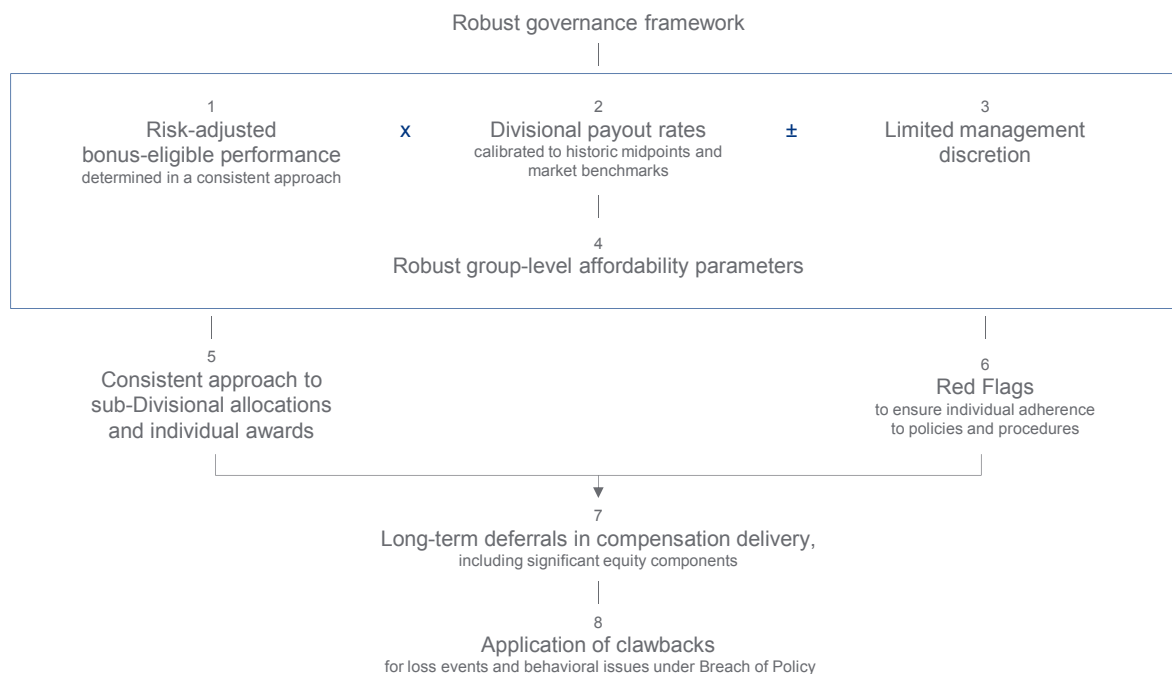 Robust governance framework
1
Risk-adjusted
bonus-eligible performance
determined in a consistent approach
x
2
Divisional payout rates
calibrated to historic midpoints and
market benchmarks
±
3
Limited management
discretion
4
Robust group-level affordability parameters
5
Consistent approach to
sub-Divisional allocations
and individual awards
6
Red Flags
to ensure individual adherence
to policies and procedures
7
Long-term deferrals in compensation delivery,
including significant equity components
8
Application of clawbacks
for loss events and behavioral issues under Breach of Policy